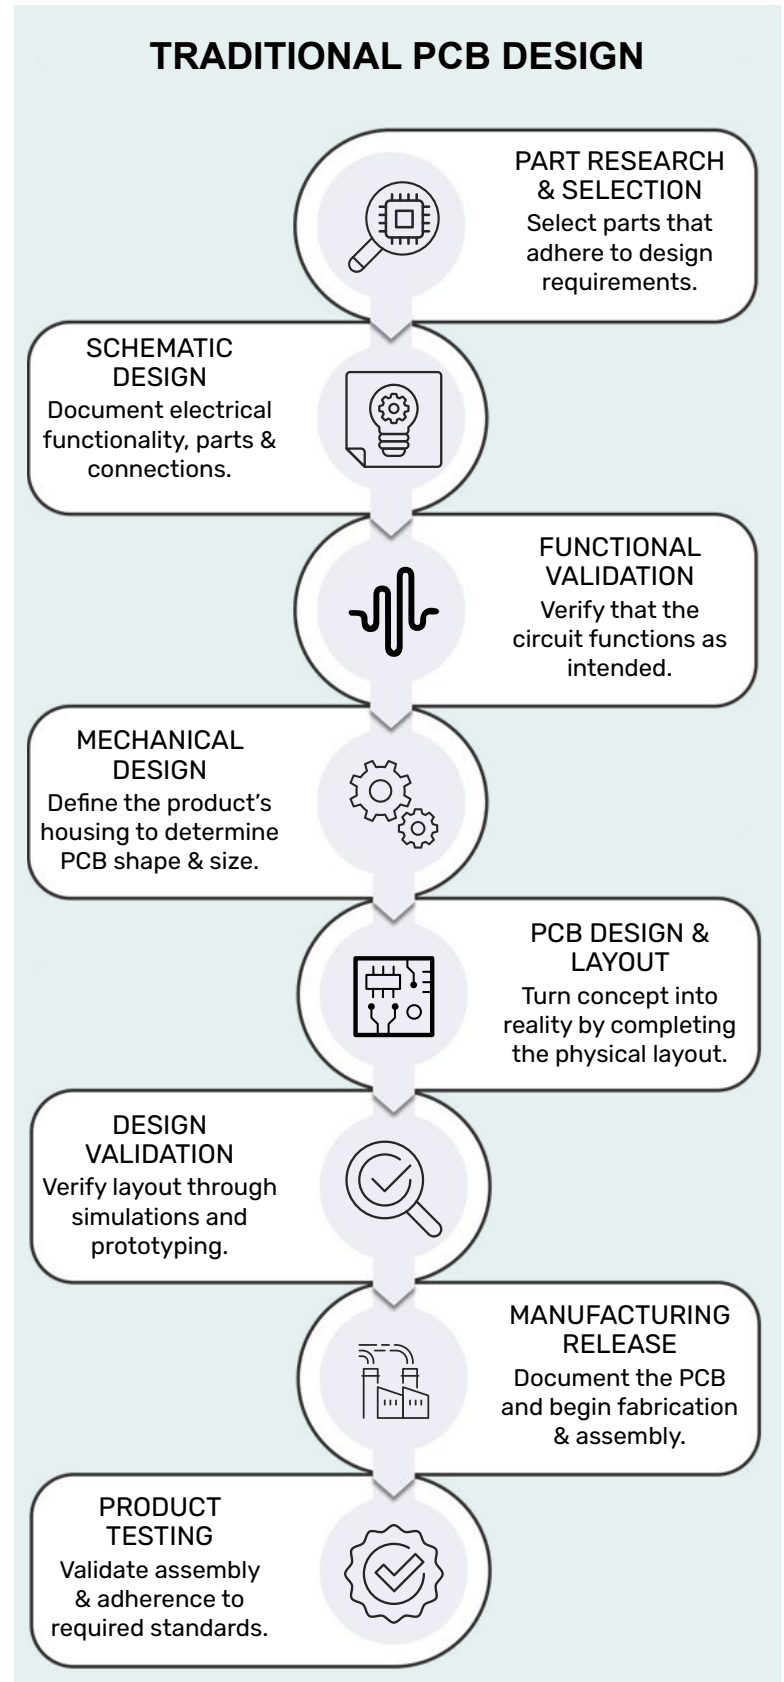 TRADITIONAL PCB DESIGN
PART RESEARCH
& SELECTION
Select parts that
adhere to design
requirements.
SCHEMATIC
DESIGN
Document electrical
functionality, parts &
connections.
FUNCTIONAL
VALIDATION
Verify that the
circuit functions as
intended.
MECHANICAL
DESIGN
Define the product's
housing to determine
PCB shape & size.
PCB DESIGN &
LAYOUT
Turn concept into
reality by completing
the physical layout.
DESIGN
VALIDATION
Verify layout through
simulations and
prototyping.
MANUFACTURING
RELEASE
Document the PCB
and begin fabrication
& assembly.
PRODUCT
TESTING
Validate assembly
& adherence to
required standards.